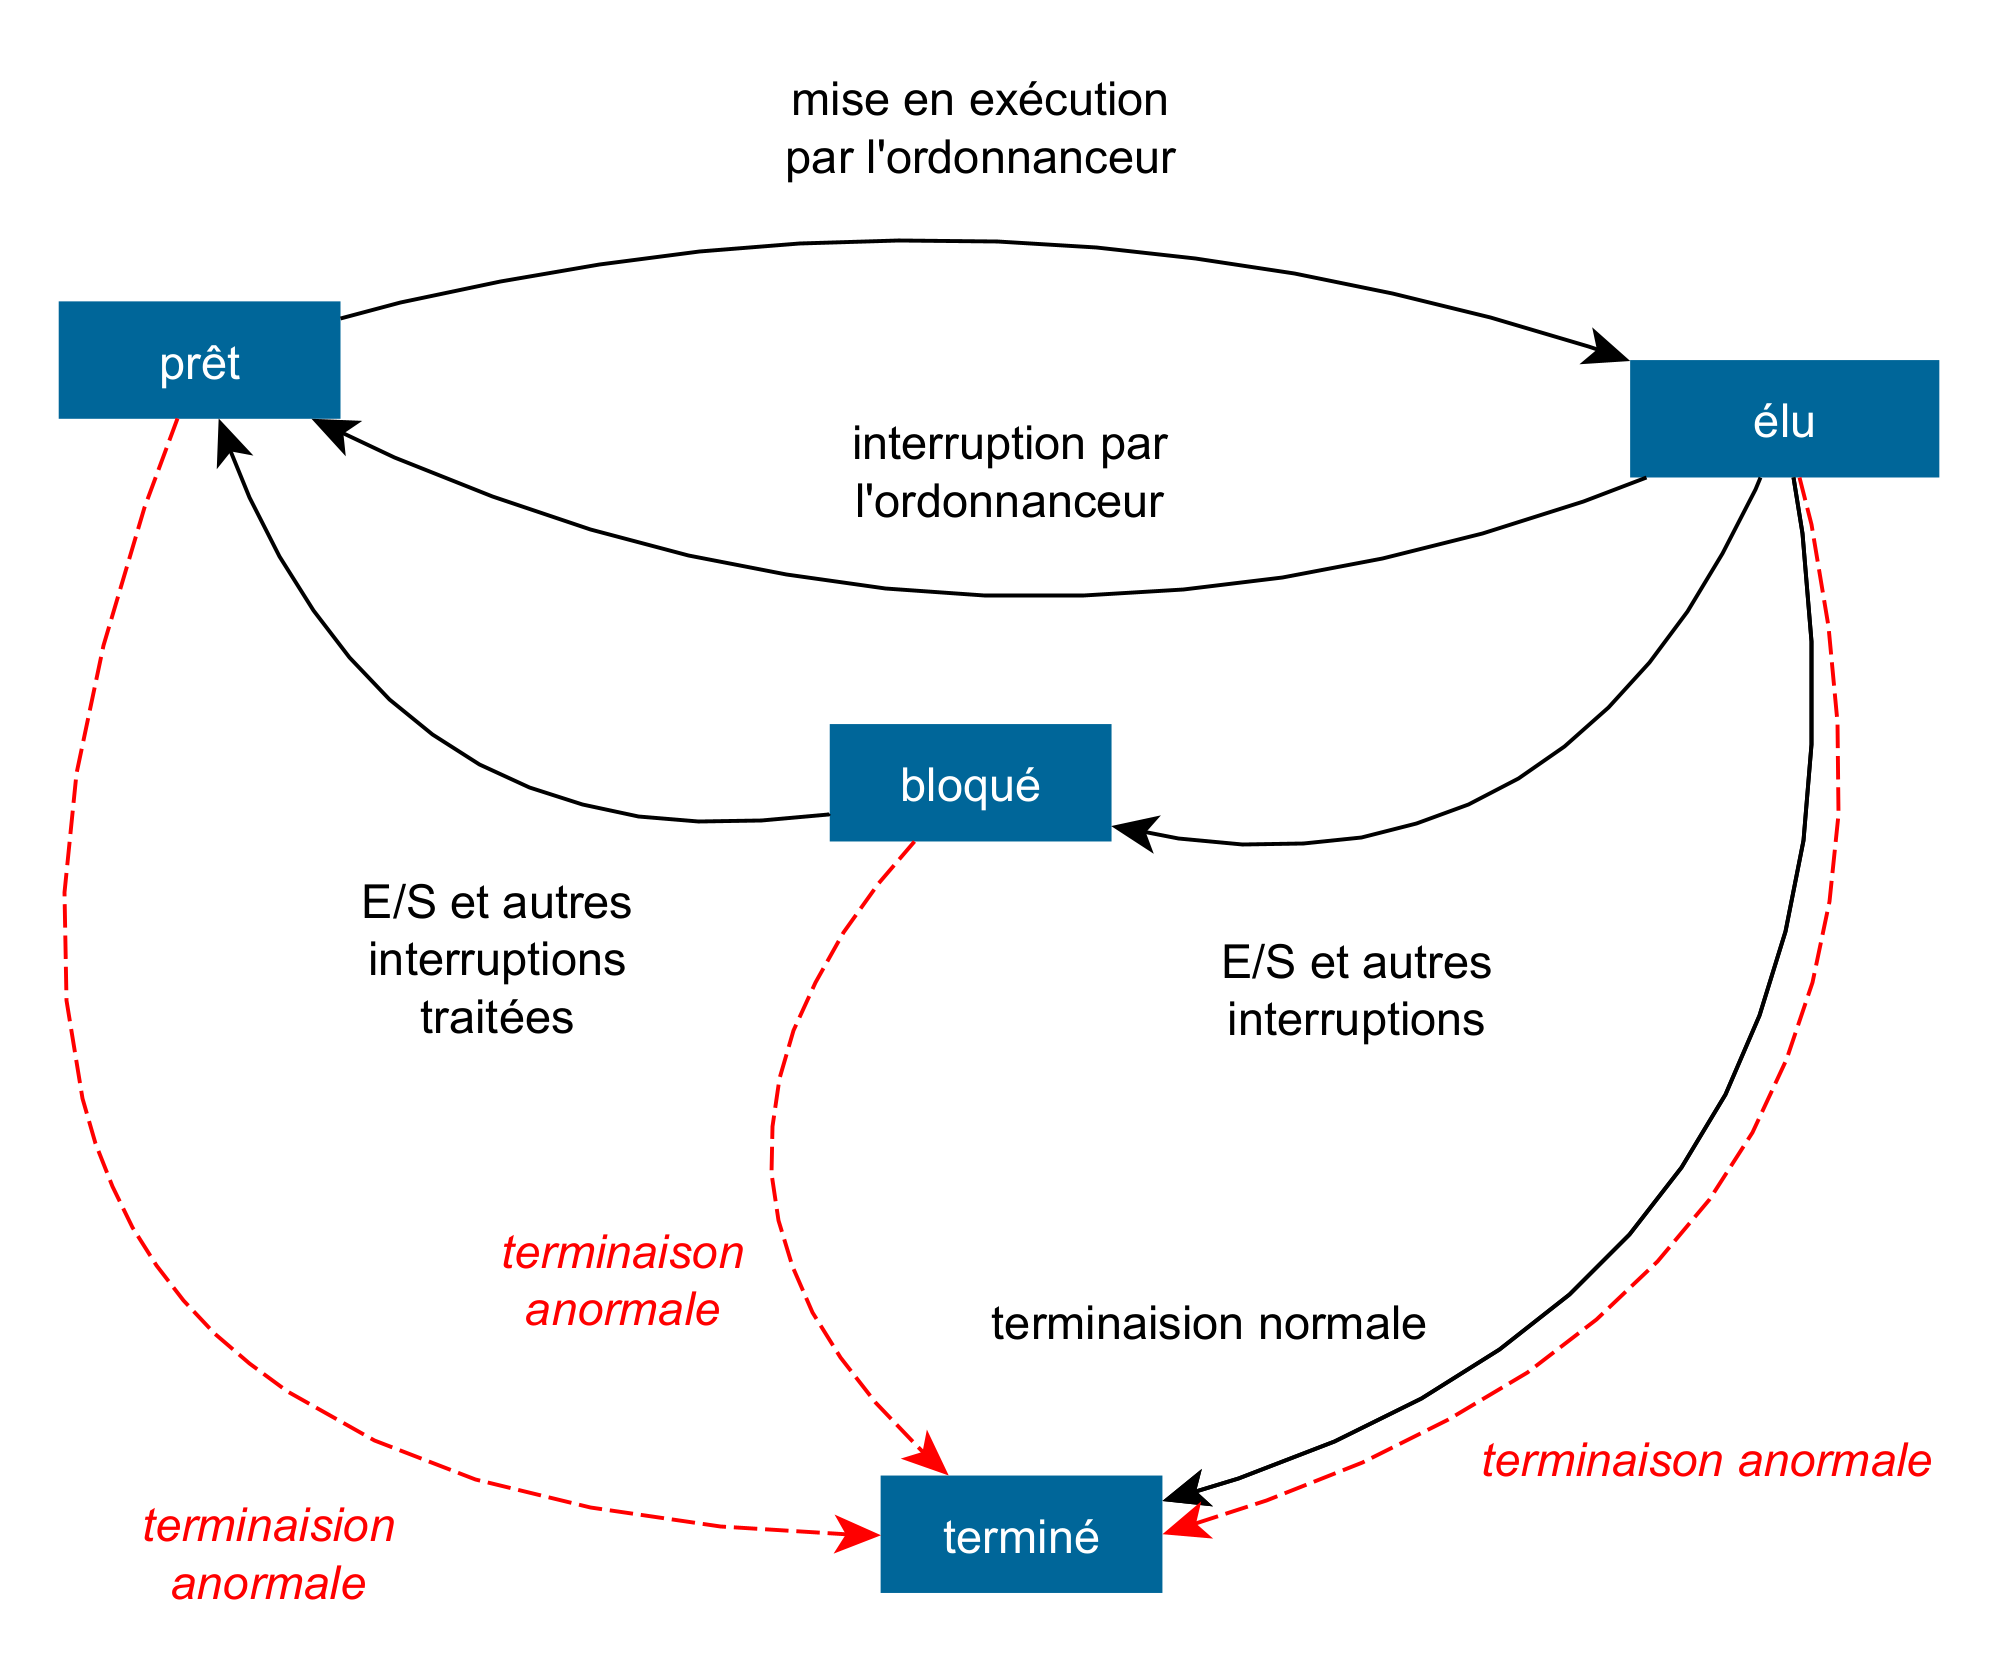 mise en exécution
par l'ordonnanceur
prêt
élu
interruption par
l'ordonnanceur
bloqué
E/S et autres
interruptions
traitées
E/S et autres
interruptions
terminaison
anormale
terminaision normale
terminaison anormale
terminaision
anormale
terminé